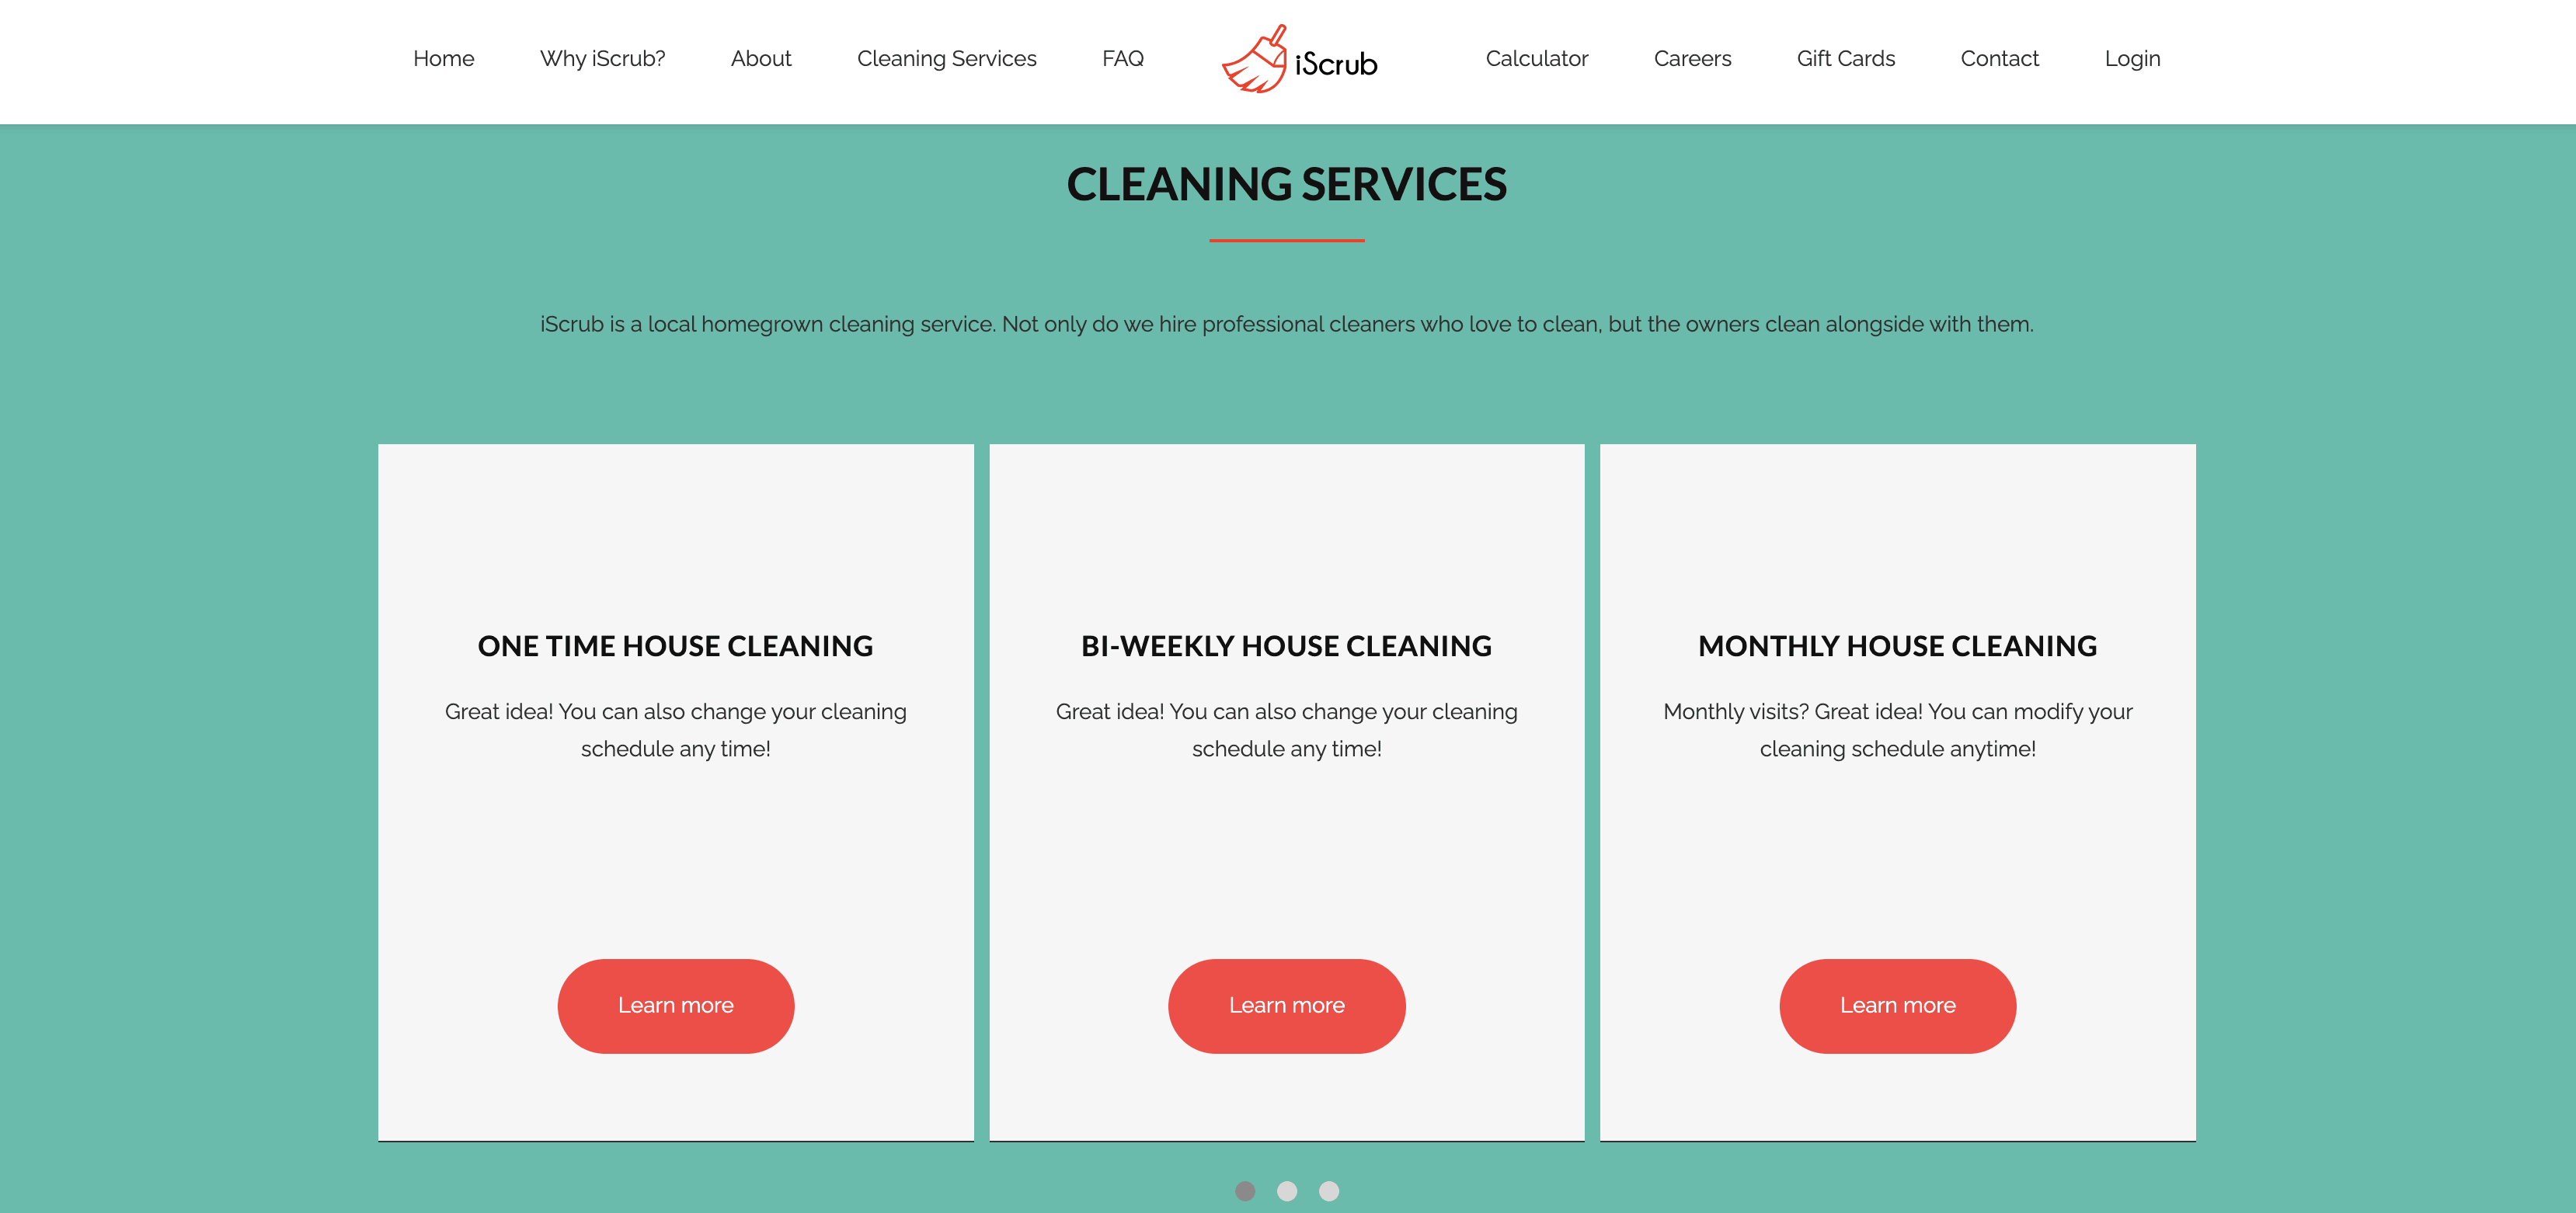 Home
Why iScrub?
About
Cleaning Services
FAQ
iScrub
Calculator
Careers
Gift Cards
Contact
Login
CLEANING SERVICES
iScrub is a local homegrown cleaning service. Not only do we hire professional cleaners who love to clean, but the owners clean alongside with them.
ONE TIME HOUSE CLEANING
Great idea! You can also change your cleaning
schedule any time!
Learn more
BI-WEEKLY HOUSE CLEANING
Great idea! You can also change your cleaning
schedule any time!
Learn more
MONTHLY HOUSE CLEANING
Monthly visits? Great idea! You can modify your
cleaning schedule anytime!
Learn more